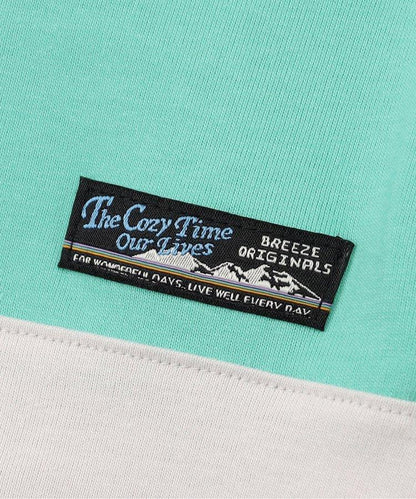 The Cozy Time
Our Lives
BREEZE
ORIGINALS
FOR WONDERFUL DAYS. LIVE WELL EVERY DAY.